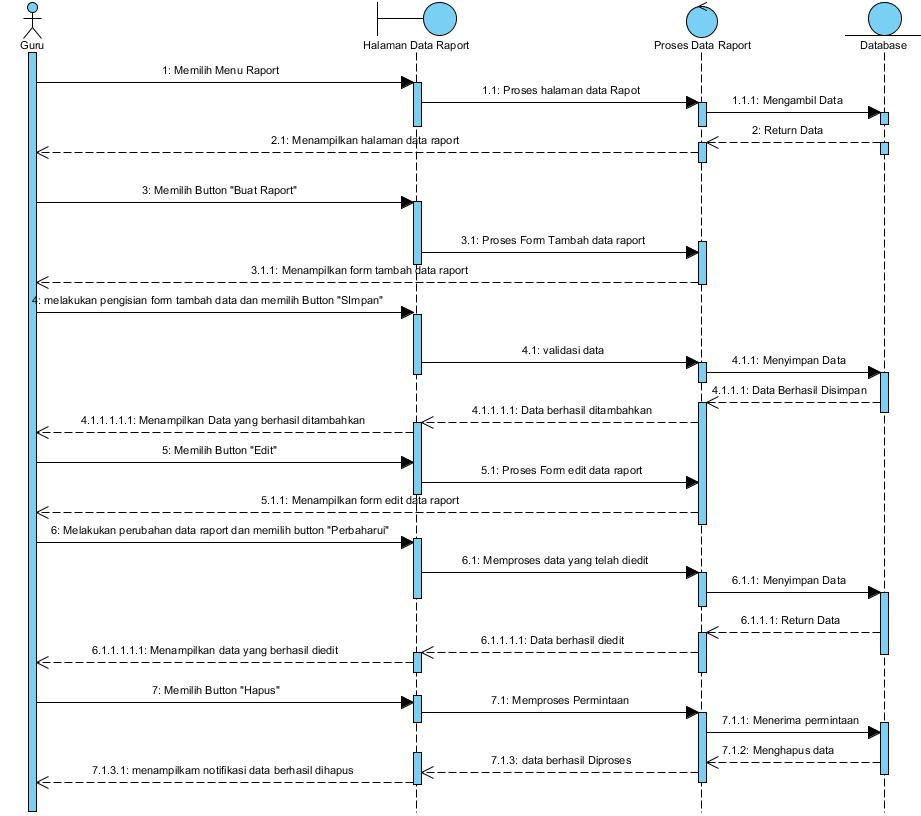 Guru
Halaman Data Raport
Proses Data Raport
Database
1: Memilih Menu Raport
1.1: Proses halaman data Rapot
1.1.1: Mengambil Data
2: Return Data
2.1: Menampilkan halaman data raport
3: Memilih Button "Buat Raport"
3.1: Proses Form Tambah data raport
3.1.1: Menampilkan form tambah data raport
4: melakukan pengisian form tambah data dan memilih Button "SImpan"
4.1: validasi data
4.1.1: Menyimpan Data
4.1.1.1: Data Berhasil Disimpan
4.1.1.1.1: Data berhasil ditambahkan
4.1.1.1.1.1: Menampilkan Data yang berhasil ditambahkan
5: Memilih Button "Edit"
5.1: Proses Form edit data raport
5.1.1: Menampilkan form edit data raport
6: Melakukan perubahan data raport dan memilih button "Perbaharui"
6.1: Memproses data yang telah diedit
6.1.1: Menyimpan Data
6.1.1.1: Return Data
6.1.1.1.1: Data berhasil diedit
6.1.1.1.1.1: Menampilkan data yang berhasil diedit
7: Memilih Button "Hapus"
7.1: Memproses Permintaan
7.1.1: Menerima permintaan
7.1.2: Menghapus data
7.1.3: data berhasil Diproses
7.1.3.1: menampilkam notifikasi data berhasil dihapus